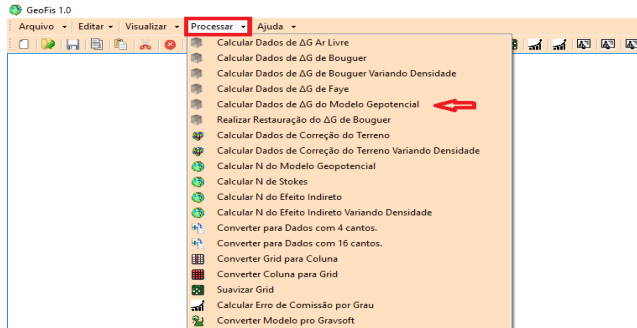 GeoFis 1.0
Arquivo Editar Visualizar Processar Ajuda
Calcular Dados de ΔG Ar Livre
Calcular Dados de ΔG de Bouguer
Calcular Dados de ΔG de Bouguer Variando Densidade
Calcular Dados de ΔG de Faye
Calcular Dados de ΔG do Modelo Gepotencial
Realizar Restauração do ΔG de Bouguer
Calcular Dados de Correção do Terreno
Calcular Dados de Correção do Terreno Variando Densidade
Calcular N do Modelo Geopotencial
Calcular N de Stokes
Calcular N do Efeito Indireto
Calcular N do Efeito Indireto Variando Densidade
Converter para Dados com 4 cantos.
Converter para Dados com 16 cantos.
Converter Grid para Coluna
Converter Coluna para Grid
Suavizar Grid
Calcular Erro de Comissão por Grau
Converter Modelo pro Gravsoft